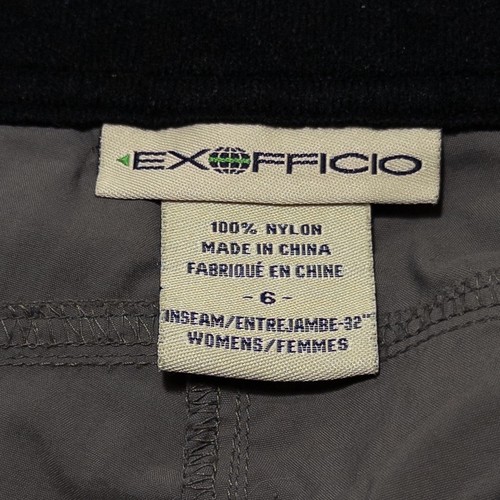 EXOFFICIO
100% NYLON
MADE IN CHINA
FABRIQUÉ EN CHINE
- 6 -
INSEAM/ENTREJAMBE-32"
WOMENS/FEMMES